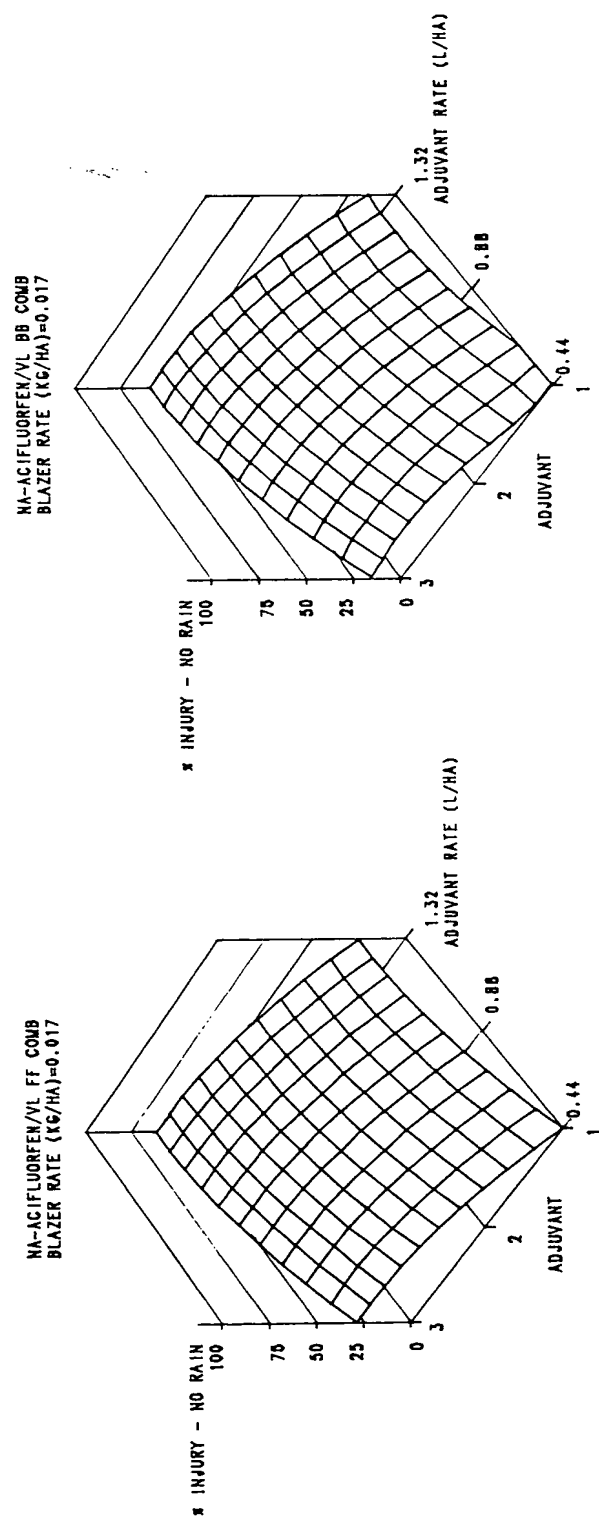 NA-ACIFLUORFEN/VL FF COMB
BLAZER RATE (KG/HA)=0.017
% INJURY - NO RAIN
100
75
50
25
0
3
2
ADJUVANT
1
0.44
0.88
1.32
ADJUVANT RATE (L/HA)
NA-ACIFLUORFEN/VL BB COMB
BLAZER RATE (KG/HA)=0.017
% INJURY - NO RAIN
100
75
50
25
0
3
2
ADJUVANT
1
0.44
0.88
1.32
ADJUVANT RATE (L/HA)